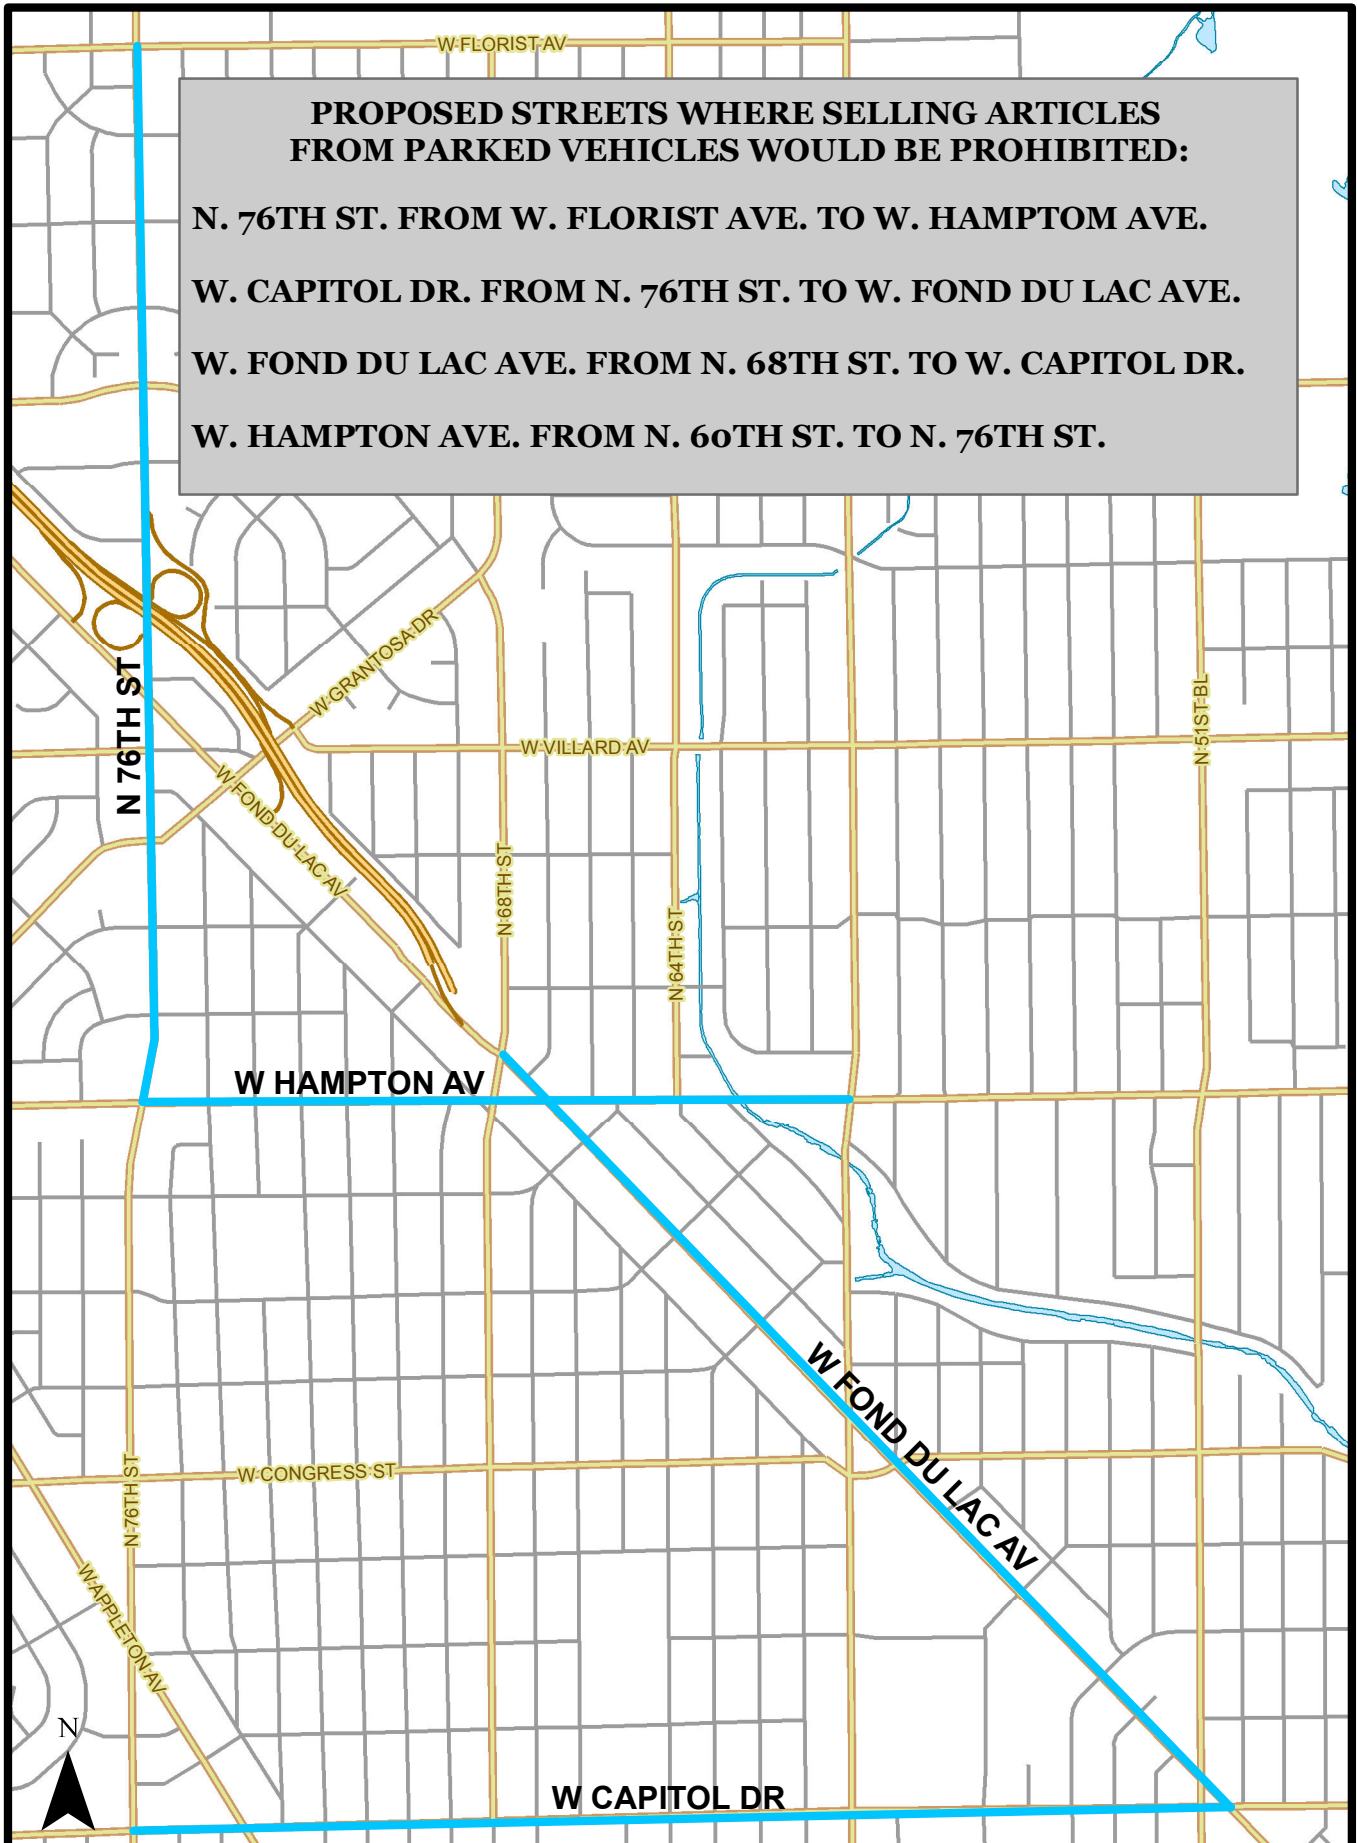 W FLORIST AV
PROPOSED STREETS WHERE SELLING ARTICLES
FROM PARKED VEHICLES WOULD BE PROHIBITED:
N. 76TH ST. FROM W. FLORIST AVE. TO W. HAMPTOM AVE.
W. CAPITOL DR. FROM N. 76TH ST. TO W. FOND DU LAC AVE.
W. FOND DU LAC AVE. FROM N. 68TH ST. TO W. CAPITOL DR.
W. HAMPTON AVE. FROM N. 60TH ST. TO N. 76TH ST.
W GRANTOSA DR
N 76TH ST
W VILLARD AV
N 51ST BL
W FOND DU LAC AV
N 68TH ST
N 64TH ST
W HAMPTON AV
W FOND DU LAC AV
W CONGRESS ST
N 76TH ST
W APPLETON AV
N
W CAPITOL DR